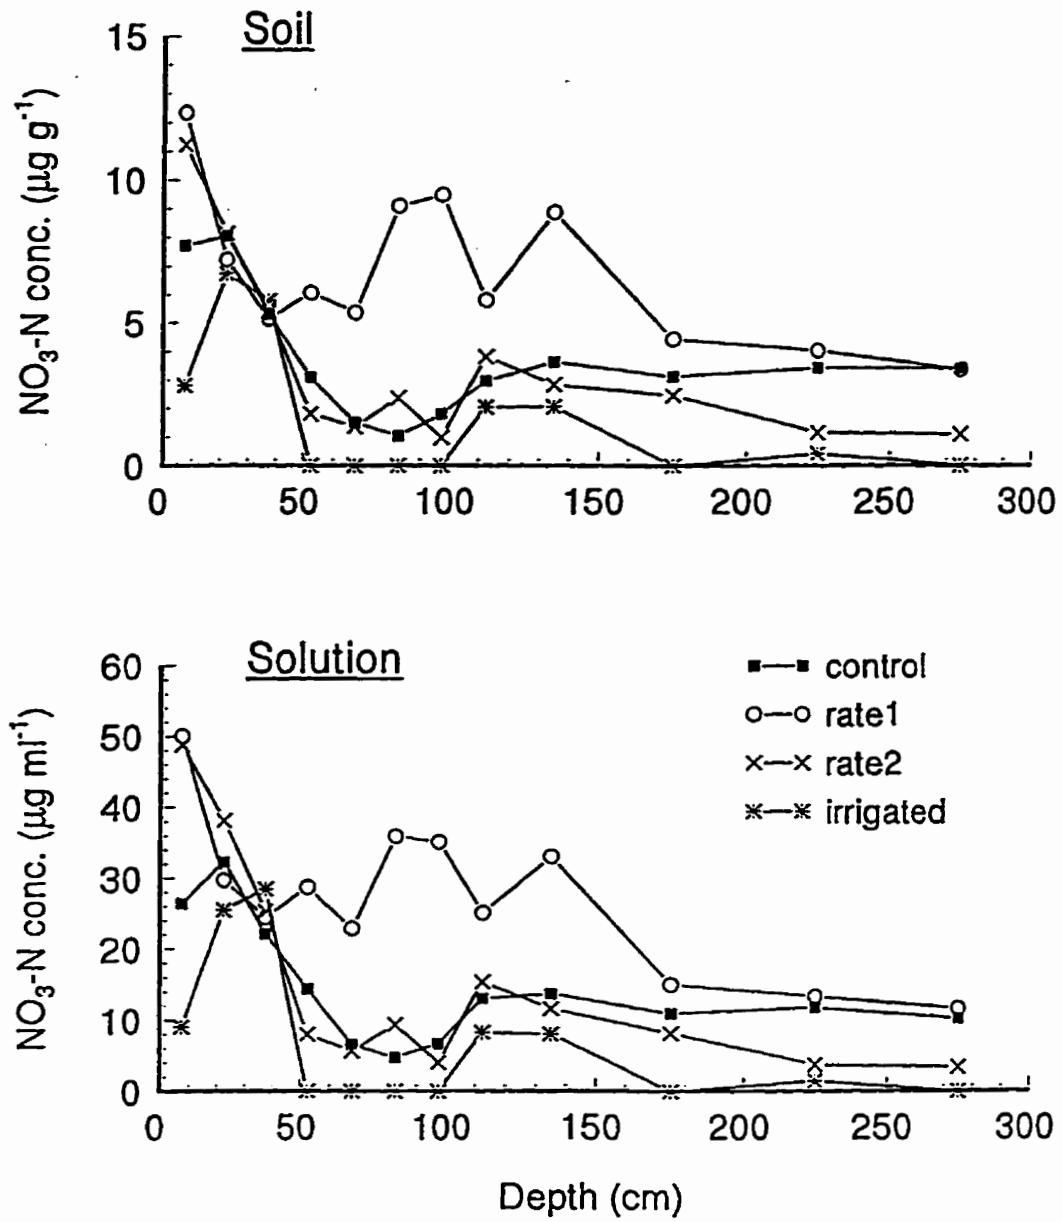 Soil
NO₃-N conc. (μg g⁻¹)
15
10
5
0
0 50 100 150 200 250 300
Solution
NO₃-N conc. (μg ml⁻¹)
60
50
40
30
20
10
0
control
rate1
rate2
irrigated
0 50 100 150 200 250 300
Depth (cm)